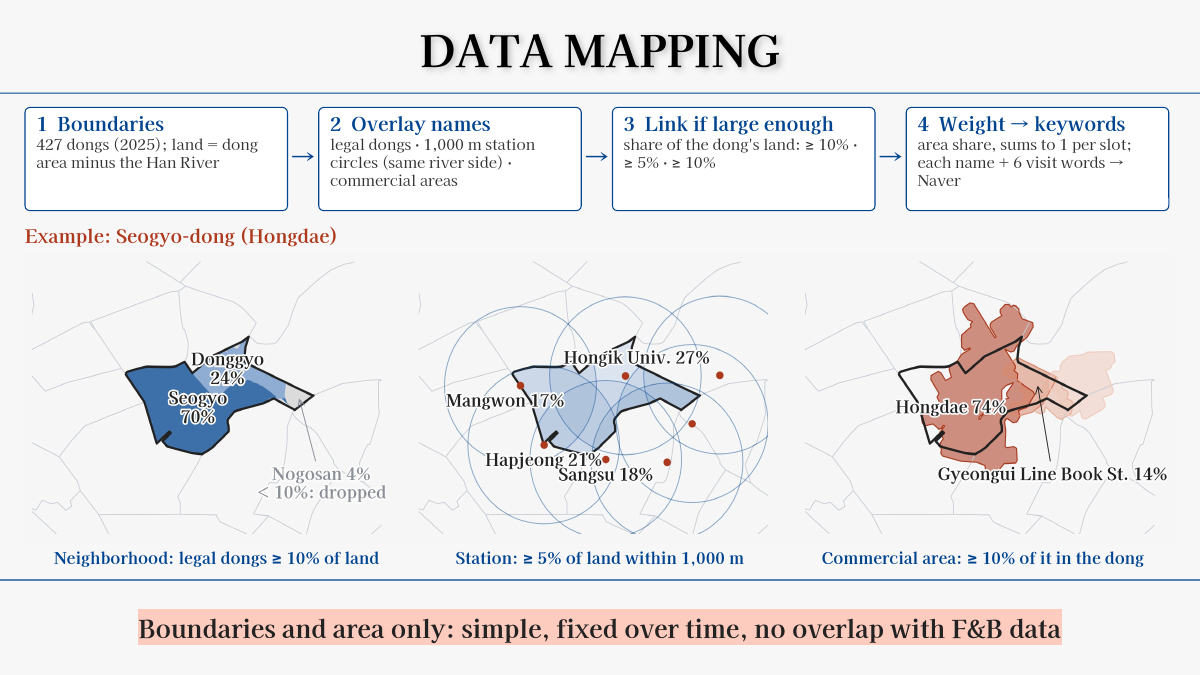 DATA MAPPING
1 Boundaries
427 dongs (2025); land = dong
area minus the Han River
2 Overlay names
legal dongs · 1,000 m station
circles (same river side) ·
commercial areas
3 Link if large enough
share of the dong's land: ≥ 10% ·
≥ 5% · ≥ 10%
4 Weight → keywords
area share, sums to 1 per slot;
each name + 6 visit words →
Naver
Example: Seogyo-dong (Hongdae)
Donggyo
24%
Seogyo
70%
Nogosan 4%
< 10%: dropped
Neighborhood: legal dongs ≥ 10% of land
Hongik Univ. 27%
Mangwon 17%
Hapjeong 21%
Sangsu 18%
Station: ≥ 5% of land within 1,000 m
Hongdae 74%
Gyeongui Line Book St. 14%
Commercial area: ≥ 10% of it in the dong
Boundaries and area only: simple, fixed over time, no overlap with F&B data